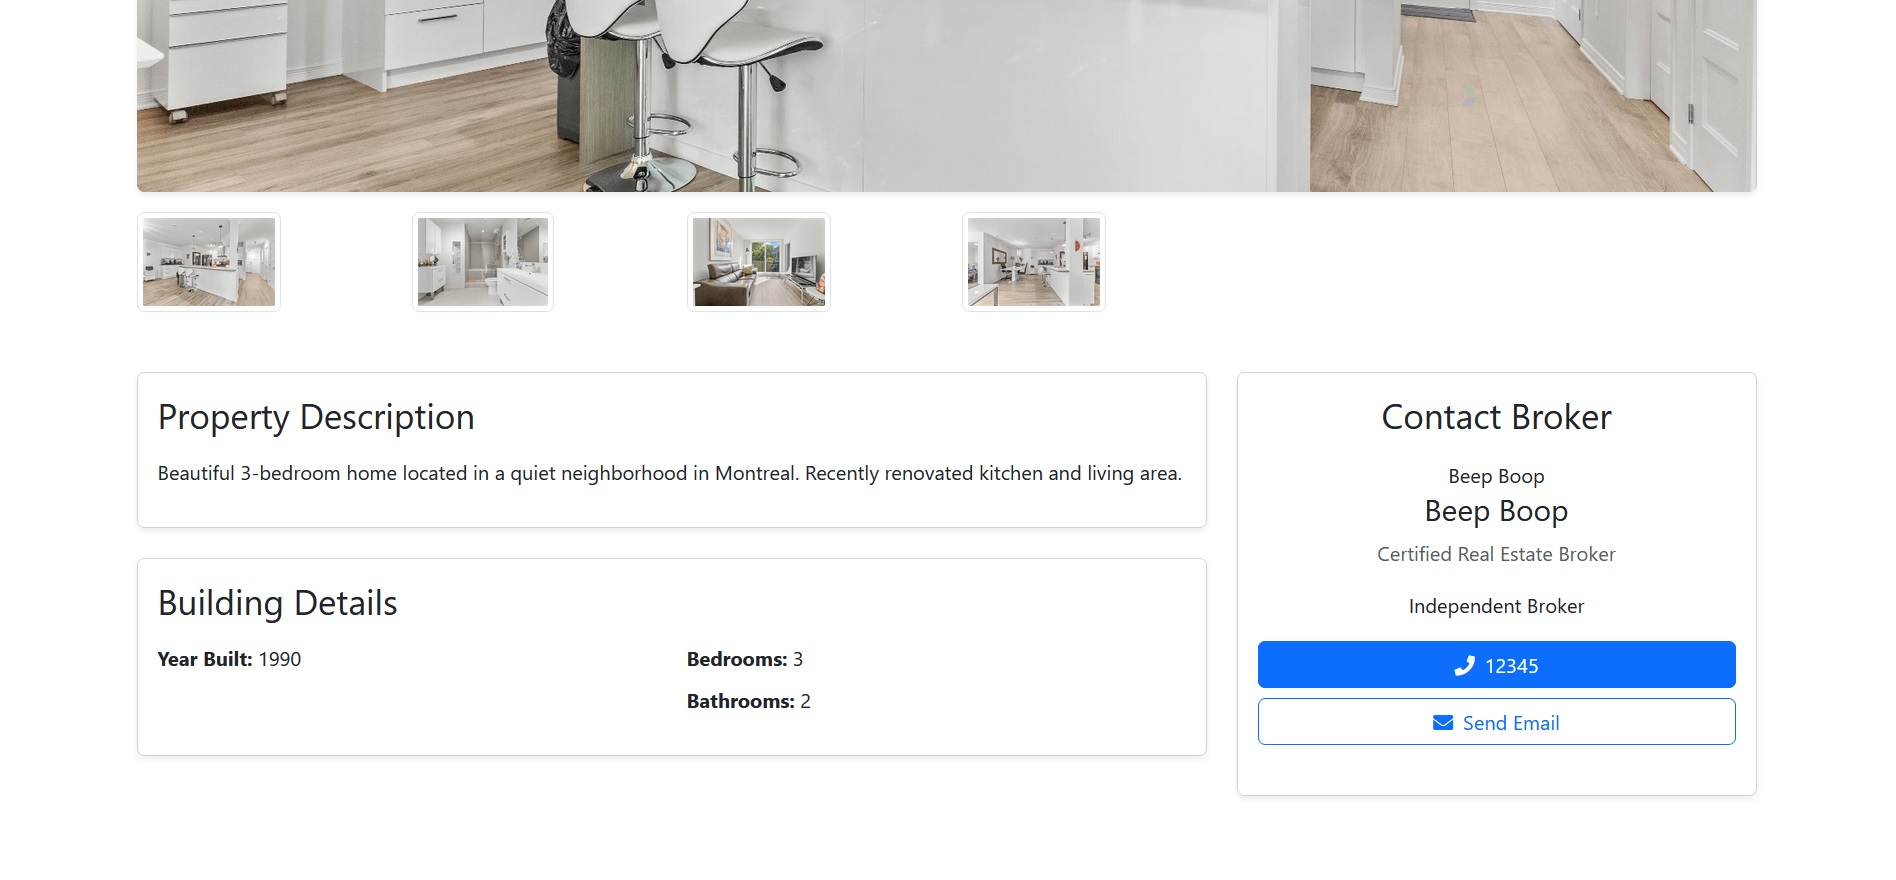 Property Description
Beautiful 3-bedroom home located in a quiet neighborhood in Montreal. Recently renovated kitchen and living area.
Building Details
Year Built: 1990
Bedrooms: 3
Bathrooms: 2
Contact Broker
Beep Boop
Beep Boop
Certified Real Estate Broker
Independent Broker
12345
Send Email